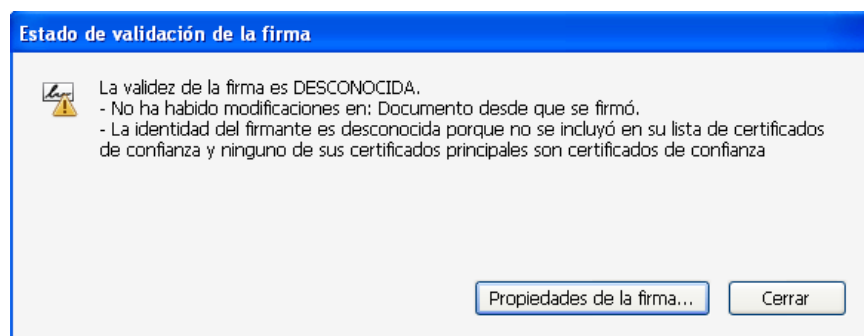 Estado de validación de la firma
La validez de la firma es DESCONOCIDA.
- No ha habido modificaciones en: Documento desde que se firmó.
- La identidad del firmante es desconocida porque no se incluyó en su lista de certificados
de confianza y ninguno de sus certificados principales son certificados de confianza
Propiedades de la firma... Cerrar